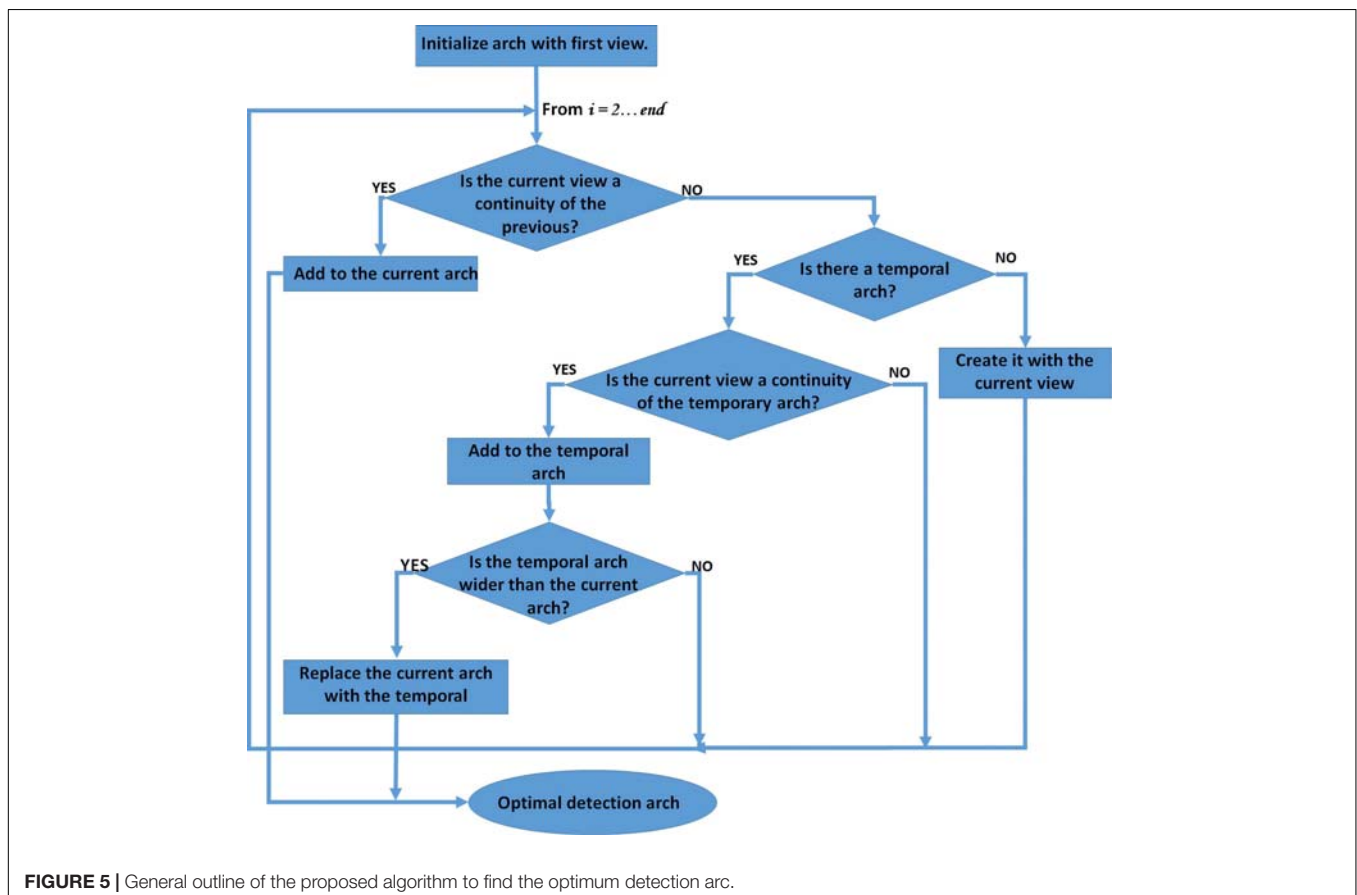 Initialize arch with first view.
From i = 2...end
Is the current view a
continuity of the
previous?
YES
NO
Add to the current arch
Is there a temporal
arch?
YES
NO
Create it with the
current view
Is the current view a continuity
of the temporary arch?
YES
NO
Add to the temporal
arch
Is the temporal arch
wider than the current
arch?
YES
NO
Replace the current arch
with the temporal
Optimal detection arch
FIGURE 5 | General outline of the proposed algorithm to find the optimum detection arc.